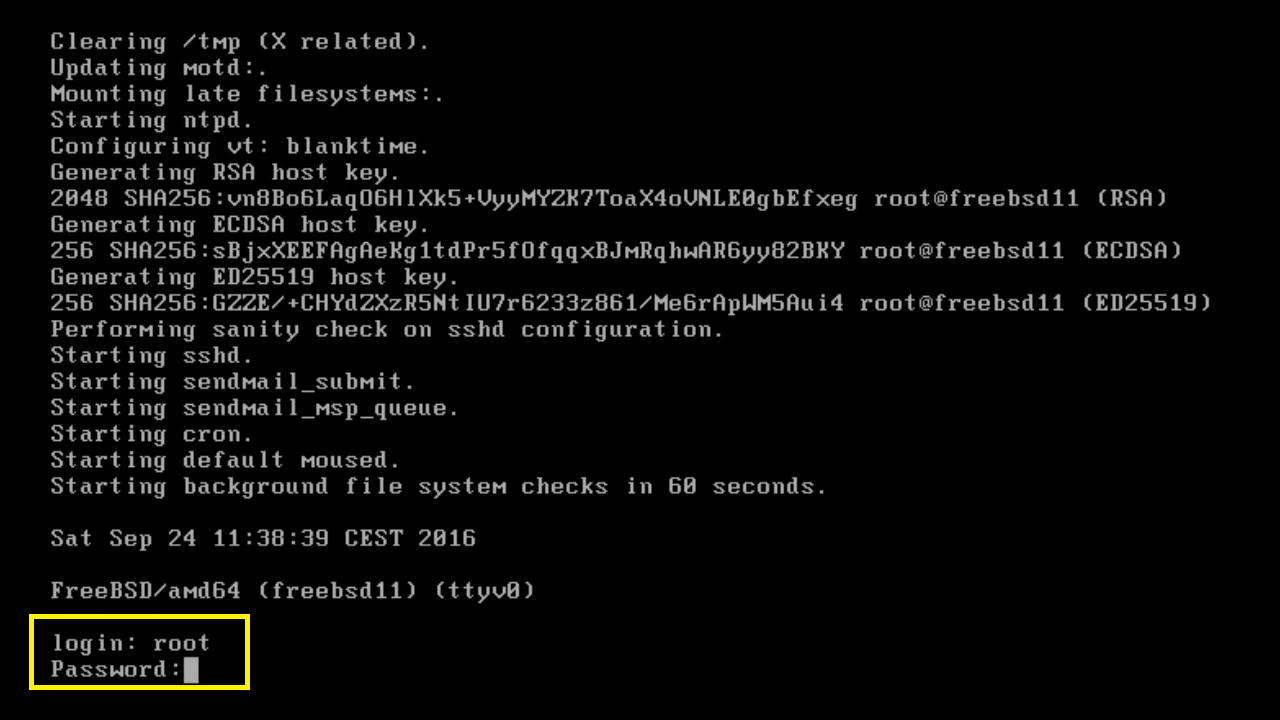 Clearing /tmp (X related).
Updating motd:.
Mounting late filesystems:.
Starting ntpd.
Configuring vt: blanktime.
Generating RSA host key.
2048 SHA256:vn8Bo6LaqO6HlXk5+VyyMYZK7ToaX4oVNLE0gbEfxeg root@freebsd11 (RSA)
Generating ECDSA host key.
256 SHA256:sBjxXEEFAgAeKg1tdPr5fOfqqxBJmRqhwAR6yy82BKY root@freebsd11 (ECDSA)
Generating ED25519 host key.
256 SHA256:GZZE/+CHYdZXzR5NtIU7r6233z861/Me6rApWM5Aui4 root@freebsd11 (ED25519)
Performing sanity check on sshd configuration.
Starting sshd.
Starting sendmail_submit.
Starting sendmail_msp_queue.
Starting cron.
Starting default moused.
Starting background file system checks in 60 seconds.
Sat Sep 24 11:38:39 CEST 2016
FreeBSD/amd64 (freebsd11) (ttyv0)
login: root
Password: